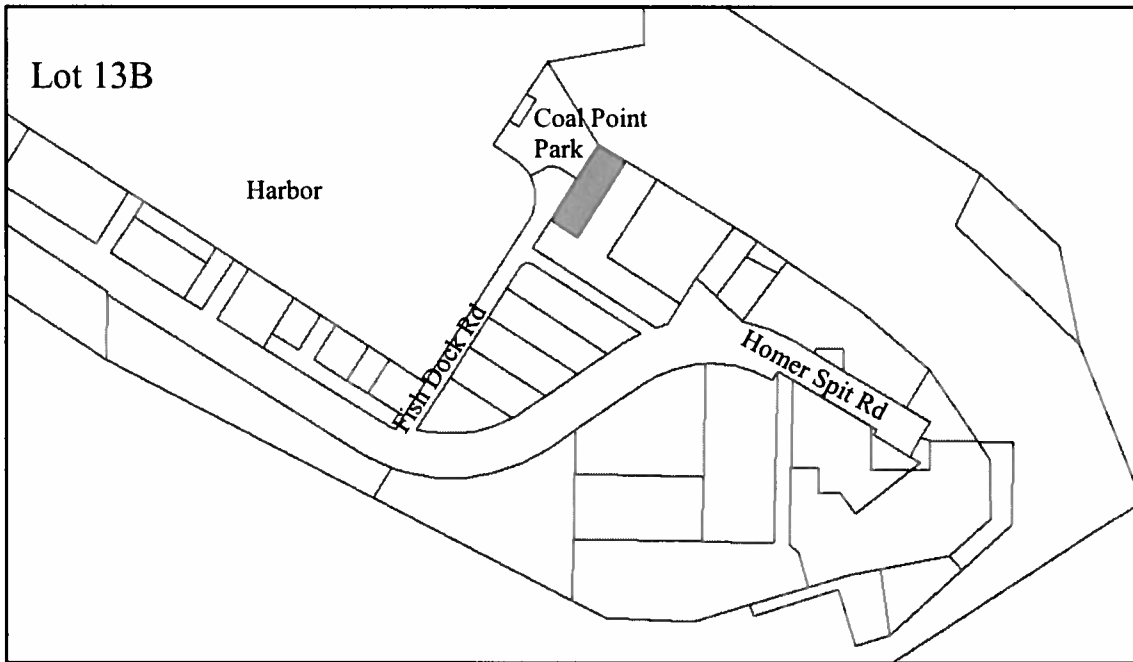 Lot 13B
Coal Point
Park
Harbor
Fish Dock Rd
Homer Spit Rd